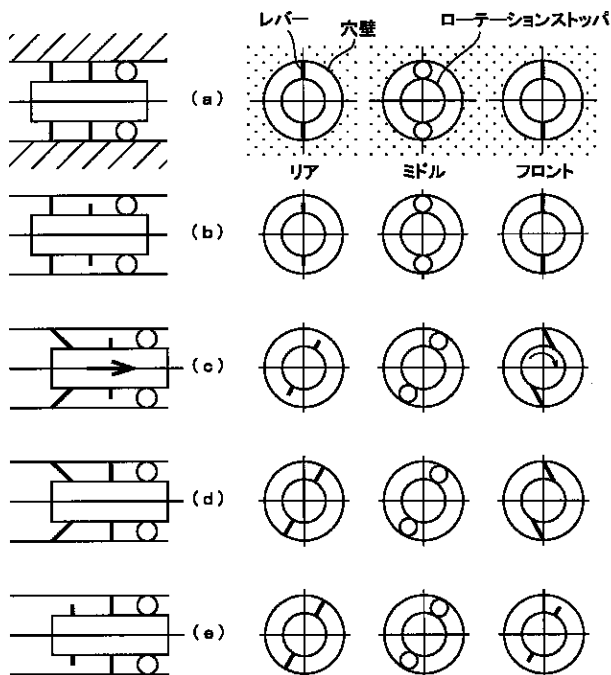 レバー
穴壁
ローテーションストッパ
(a)
リア
ミドル
フロント
(b)
(c)
(d)
(e)